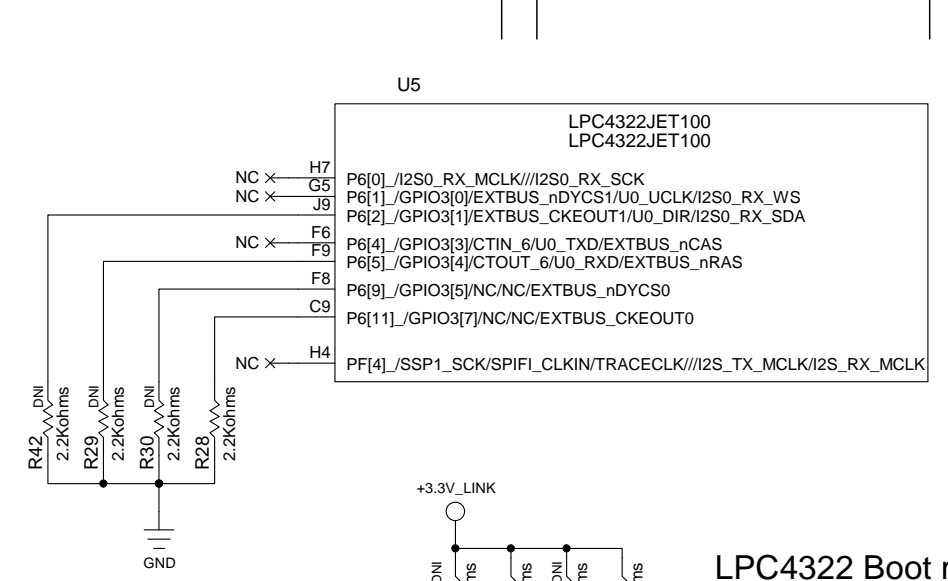 U5
LPC4322JET100
LPC4322JET100
NC H7 P6[0]_/I2S0_RX_MCLK///I2S0_RX_SCK
NC G5 P6[1]_/GPIO3[0]/EXTBUS_nDYCS1/U0_UCLK/I2S0_RX_WS
J9 P6[2]_/GPIO3[1]/EXTBUS_CKEOUT1/U0_DIR/I2S0_RX_SDA
NC F6 P6[4]_/GPIO3[3]/CTIN_6/U0_TXD/EXTBUS_nCAS
F9 P6[5]_/GPIO3[4]/CTOUT_6/U0_RXD/EXTBUS_nRAS
F8 P6[9]_/GPIO3[5]/NC/NC/EXTBUS_nDYCS0
C9 P6[11]_/GPIO3[7]/NC/NC/EXTBUS_CKEOUT0
NC H4 PF[4]_/SSP1_SCK/SPIFI_CLKIN/TRACECLK///I2S_TX_MCLK/I2S_RX_MCLK
R42 DNI 2.2Kohms
R29 DNI 2.2Kohms
R30 DNI 2.2Kohms
R28 2.2Kohms
GND
+3.3V_LINK
DNI
DNI
LPC4322 Boot